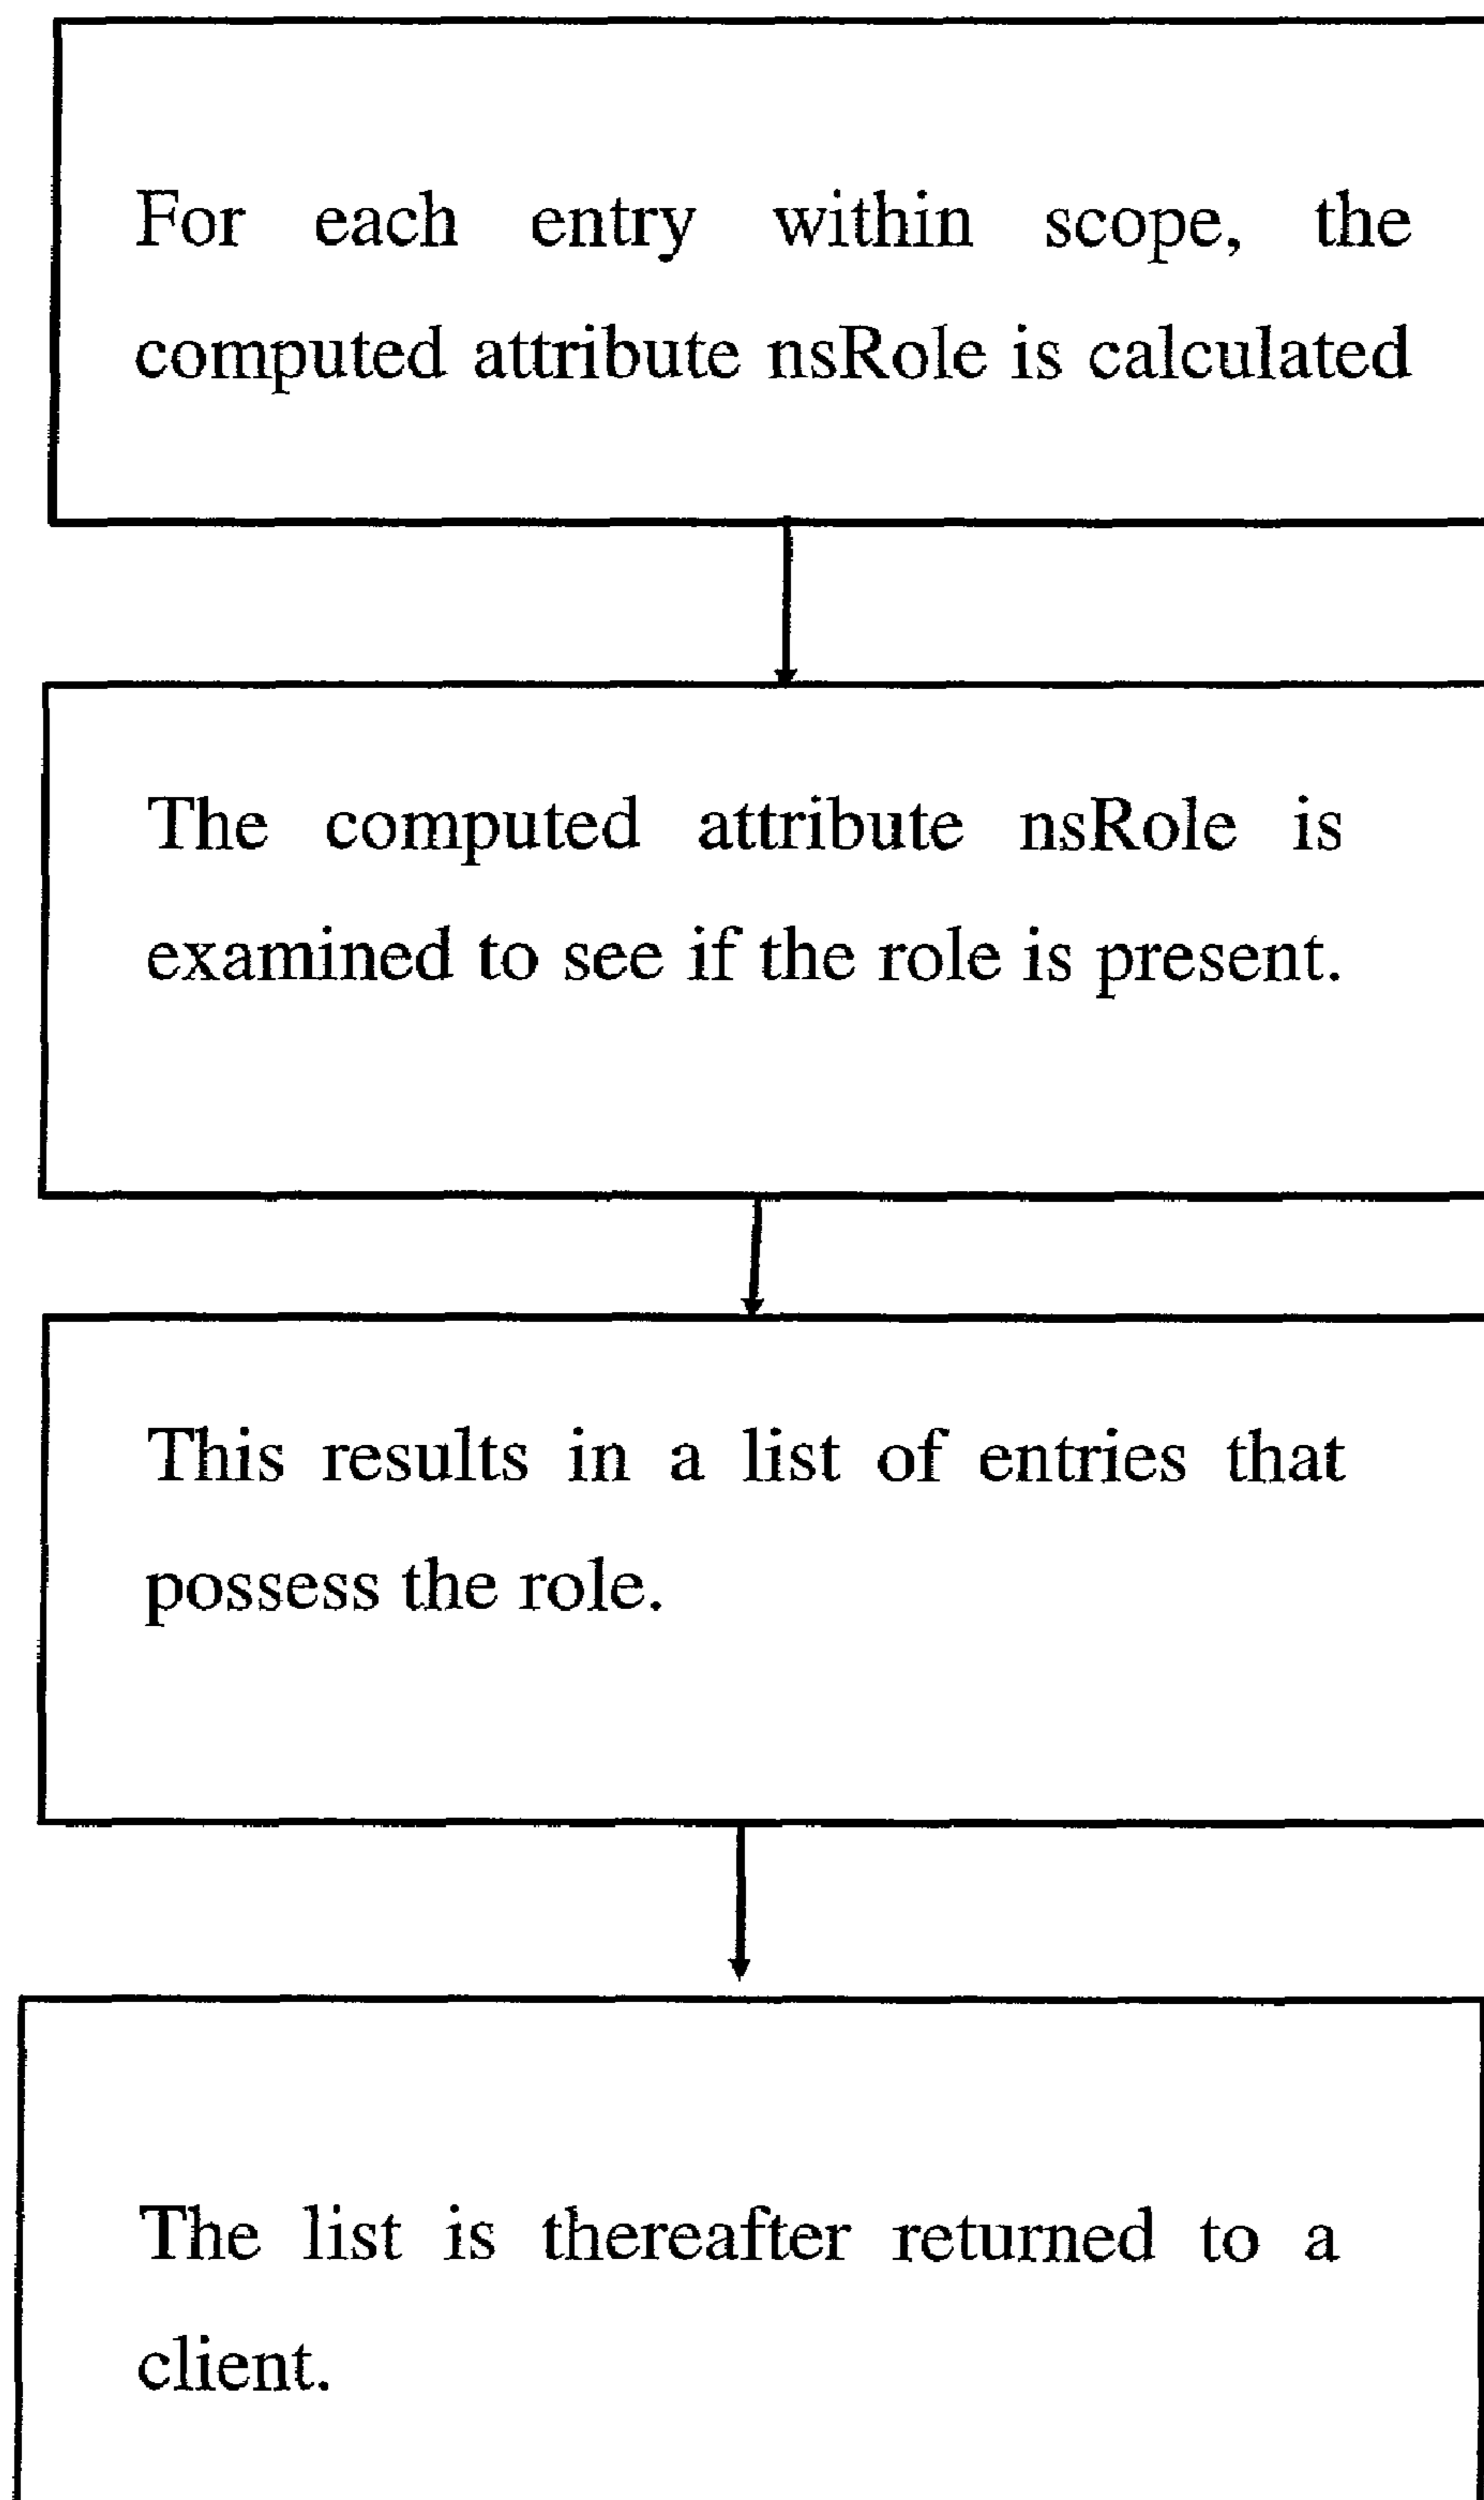 For each entry within scope, the
computed attribute nsRole is calculated
The computed attribute nsRole is
examined to see if the role is present.
This results in a list of entries that
possess the role.
The list is thereafter returned to a
client.